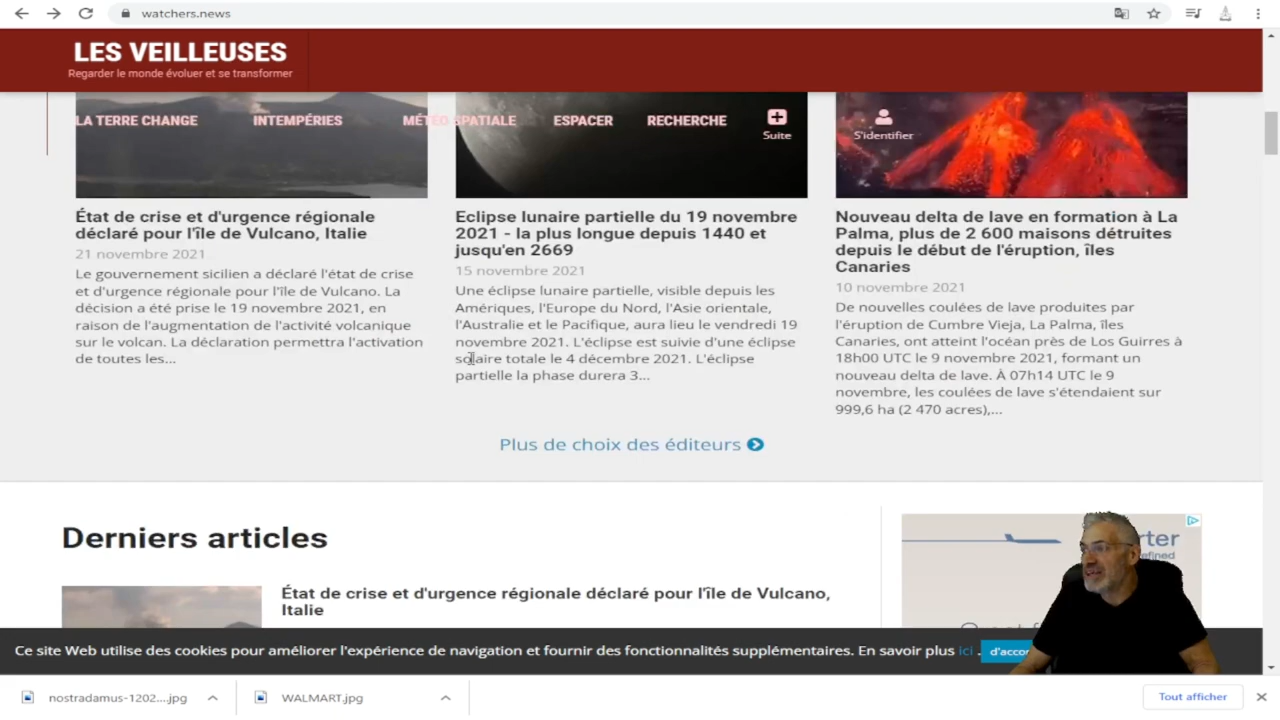 watchers.news
LES VEILLEUSES
Regarder le monde évoluer et se transformer
LA TERRE CHANGE
INTEMPÉRIES
MÉTÉO SPATIALE
ESPACER
RECHERCHE
Suite
S'identifier
État de crise et d'urgence régionale
déclaré pour l'île de Vulcano, Italie
21 novembre 2021
Le gouvernement sicilien a déclaré l'état de crise
et d'urgence régionale pour l'île de Vulcano. La
décision a été prise le 19 novembre 2021, en
raison de l'augmentation de l'activité volcanique
sur le volcan. La déclaration permettra l'activation
de toutes les...
Eclipse lunaire partielle du 19 novembre
2021 - la plus longue depuis 1440 et
jusqu'en 2669
15 novembre 2021
Une éclipse lunaire partielle, visible depuis les
Amériques, l'Europe du Nord, l'Asie orientale,
l'Australie et le Pacifique, aura lieu le vendredi 19
novembre 2021. L'éclipse est suivie d'une éclipse
solaire totale le 4 décembre 2021. L'éclipse
partielle la phase durera 3...
Nouveau delta de lave en formation à La
Palma, plus de 2 600 maisons détruites
depuis le début de l'éruption, îles
Canaries
10 novembre 2021
De nouvelles coulées de lave produites par
l'éruption de Cumbre Vieja, La Palma, îles
Canaries, ont atteint l'océan près de Los Guirres à
18h00 UTC le 9 novembre 2021, formant un
nouveau delta de lave. À 07h14 UTC le 9
novembre, les coulées de lave s'étendaient sur
999,6 ha (2 470 acres),...
Plus de choix des éditeurs
Derniers articles
État de crise et d'urgence régionale déclaré pour l'île de Vulcano,
Italie
Ce site Web utilise des cookies pour améliorer l'expérience de navigation et fournir des fonctionnalités supplémentaires. En savoir plus ici .
nostradamus-1202....jpg
WALMART.jpg
Tout afficher